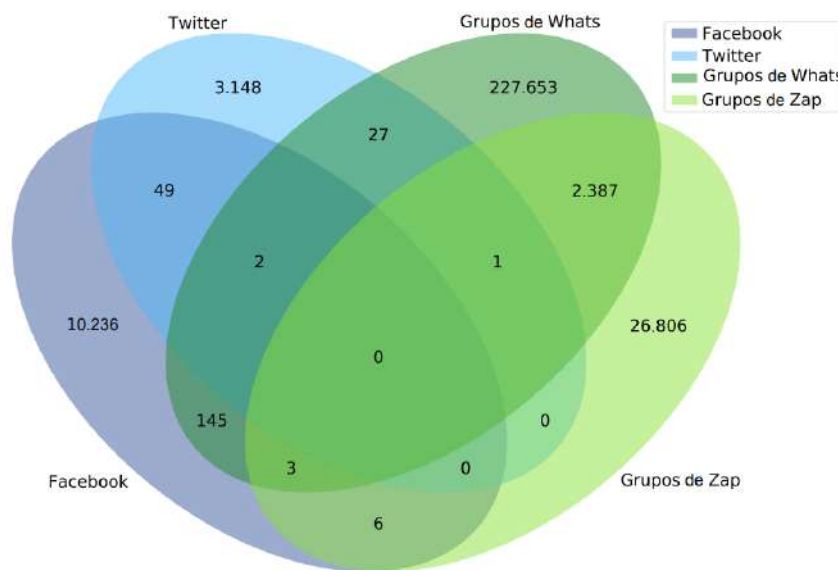 Twitter
Grupos de Whats
Facebook
Twitter
Grupos de Whats
Grupos de Zap
3.148
227.653
27
49
2.387
2
1
10.236
26.806
0
145
0
3
0
Facebook
Grupos de Zap
6